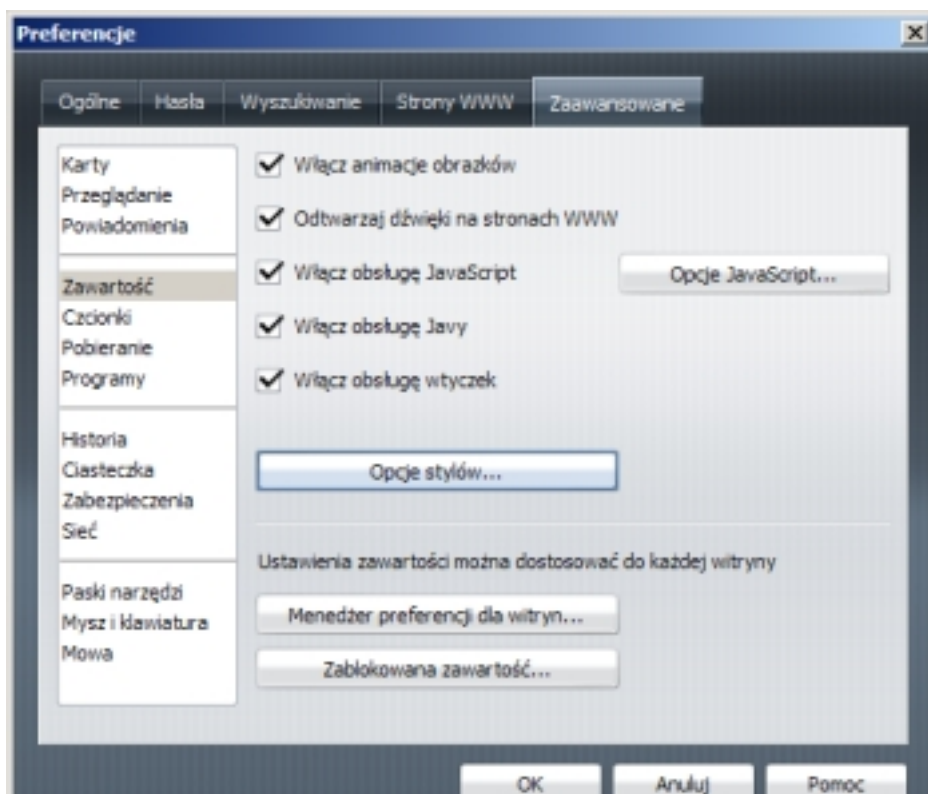 Preferencje
Ogólne Hasła Wyszukiwanie Strony WWW Zaawansowane
Karty
Przeglądanie
Powiadomienia
Zawartość
Czcionki
Pobieranie
Programy
Historia
Ciasteczka
Zabezpieczenia
Sieć
Paski narzędzi
Mysz i klawiatura
Mowa
Włącz animacje obrazków
Odtwarzaj dźwięki na stronach WWW
Włącz obsługę JavaScript Opcje JavaScript...
Włącz obsługę Javy
Włącz obsługę wtyczek
Opcje stylów...
Ustawienia zawartości można dostosować do każdej witryny
Menedżer preferencji dla witryn...
Zablokowana zawartość...
OK Anuluj Pomoc